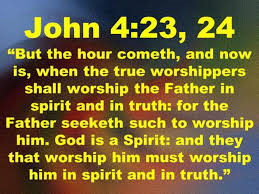 John 4:23, 24
“But the hour cometh, and now
is, when the true worshippers
shall worship the Father in
spirit and in truth: for the
Father seeketh such to worship
him. God is a Spirit: and they
that worship him must worship
him in spirit and in truth.”